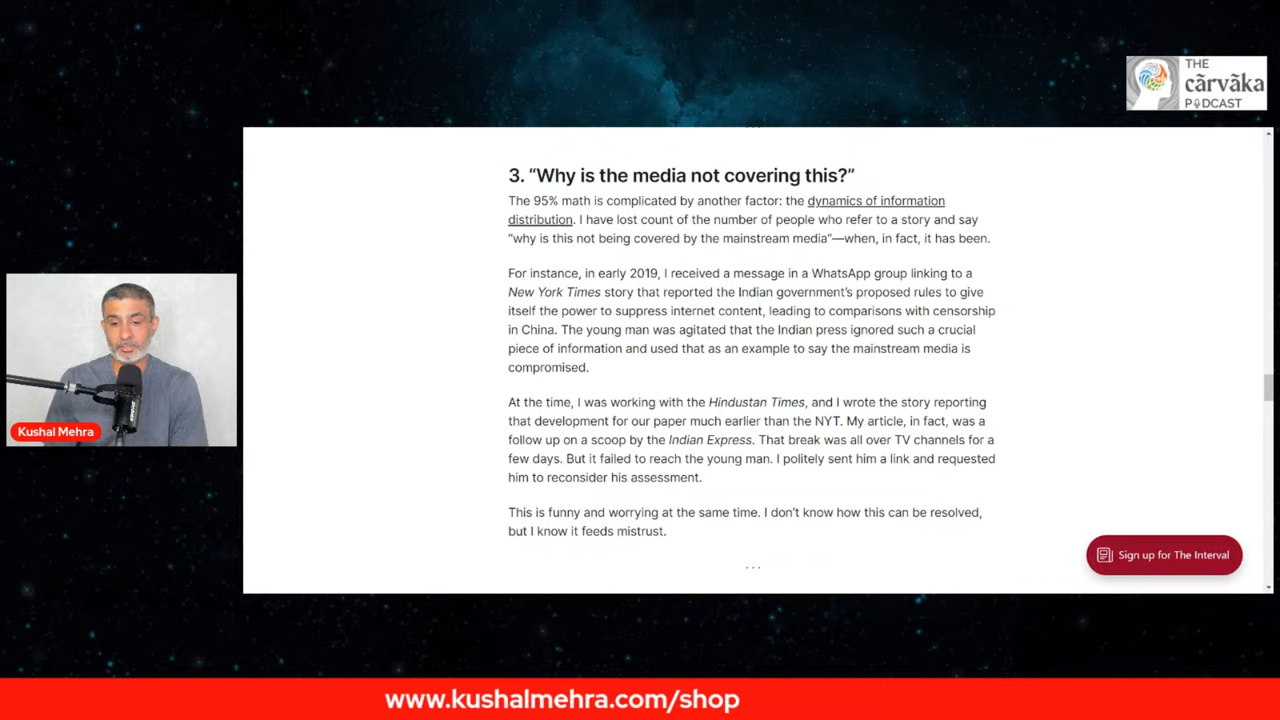 THE
cãrvãka
PODCAST
3. “Why is the media not covering this?”
The 95% math is complicated by another factor: the dynamics of information
distribution. I have lost count of the number of people who refer to a story and say
“why is this not being covered by the mainstream media”—when, in fact, it has been.
For instance, in early 2019, I received a message in a WhatsApp group linking to a
New York Times story that reported the Indian government’s proposed rules to give
itself the power to suppress internet content, leading to comparisons with censorship
in China. The young man was agitated that the Indian press ignored such a crucial
piece of information and used that as an example to say the mainstream media is
compromised.
At the time, I was working with the Hindustan Times, and I wrote the story reporting
that development for our paper much earlier than the NYT. My article, in fact, was a
follow up on a scoop by the Indian Express. That break was all over TV channels for a
few days. But it failed to reach the young man. I politely sent him a link and requested
him to reconsider his assessment.
This is funny and worrying at the same time. I don’t know how this can be resolved,
but I know it feeds mistrust.
. . .
Sign up for The Interval
Kushal Mehra
www.kushalmehra.com/shop